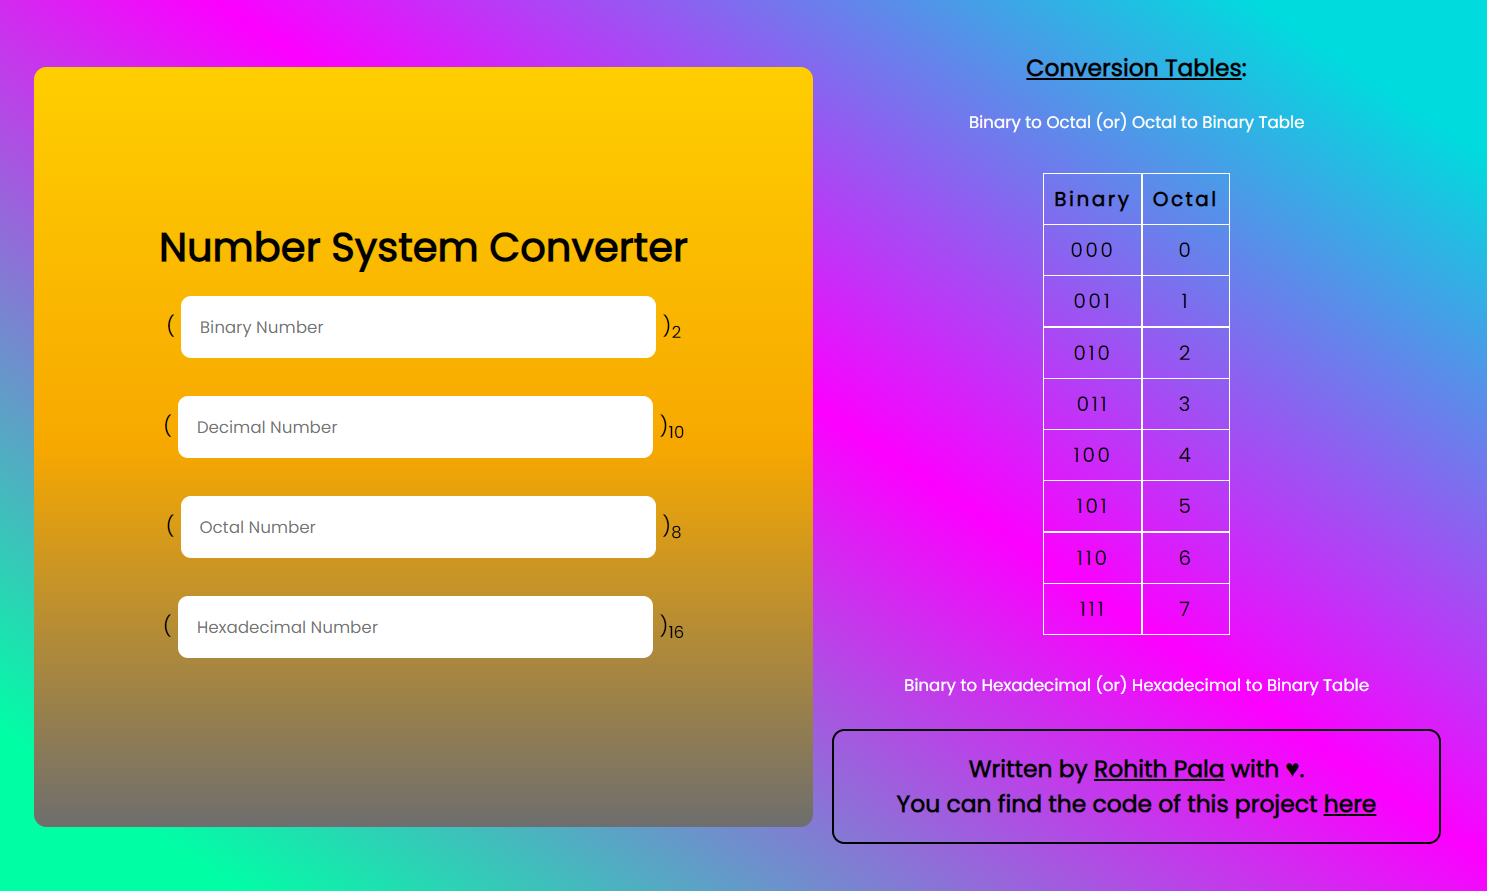 Number System Converter
( Binary Number )2
( Decimal Number )10
( Octal Number )8
( Hexadecimal Number )16
Conversion Tables:
Binary to Octal (or) Octal to Binary Table
Binary Octal
000 0
001 1
010 2
011 3
100 4
101 5
110 6
111 7
Binary to Hexadecimal (or) Hexadecimal to Binary Table
Written by Rohith Pala with ♥.
You can find the code of this project here